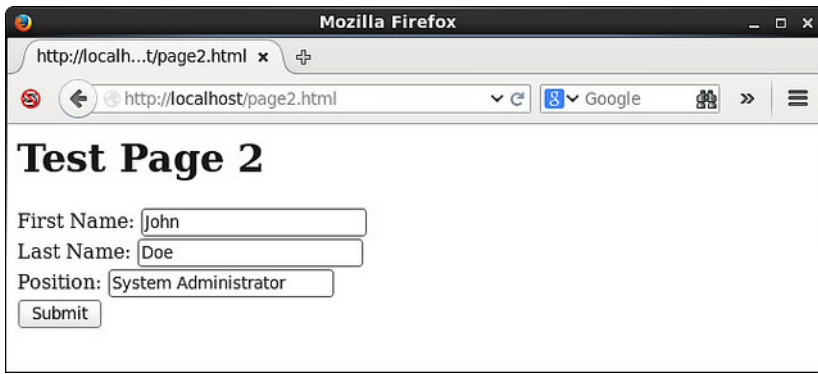 Mozilla Firefox
http://localh...t/page2.html
http://localhost/page2.html
8 Google
Test Page 2
First Name: John
Last Name: Doe
Position: System Administrator
Submit